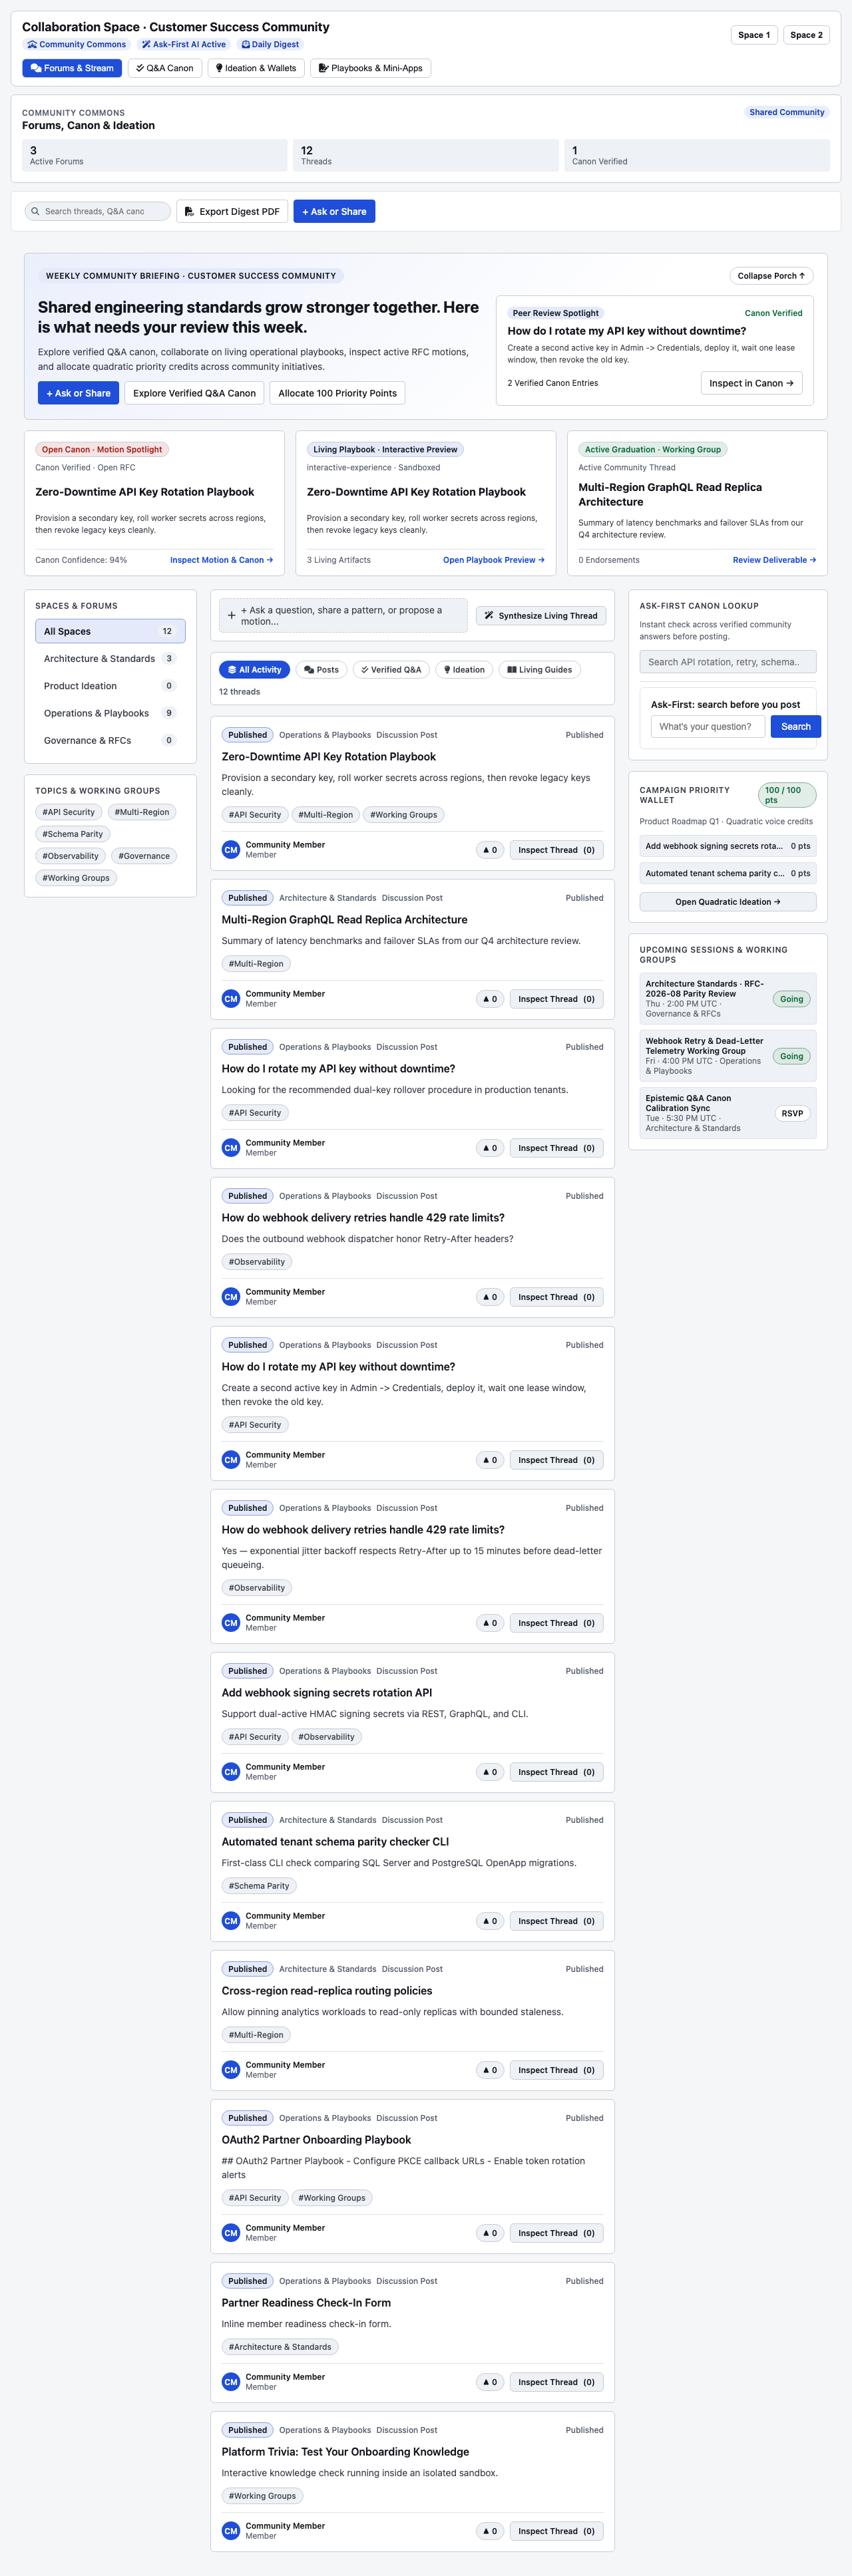 Collaboration Space · Customer Success Community
Community Commons
Ask-First AI Active
Daily Digest
Space 1
Space 2
Forums & Stream
Q&A Canon
Ideation & Wallets
Playbooks & Mini-Apps
COMMUNITY COMMONS
Forums, Canon & Ideation
Shared Community
3
Active Forums
12
Threads
1
Canon Verified
Search threads, Q&A canc
Export Digest PDF
+ Ask or Share
WEEKLY COMMUNITY BRIEFING · CUSTOMER SUCCESS COMMUNITY
Collapse Porch ↑
Shared engineering standards grow stronger together. Here
is what needs your review this week.
Explore verified Q&A canon, collaborate on living operational playbooks, inspect active RFC motions,
and allocate quadratic priority credits across community initiatives.
+ Ask or Share
Explore Verified Q&A Canon
Allocate 100 Priority Points
Peer Review Spotlight
Canon Verified
How do I rotate my API key without downtime?
Create a second active key in Admin -> Credentials, deploy it, wait one lease
window, then revoke the old key.
2 Verified Canon Entries
Inspect in Canon →
Open Canon · Motion Spotlight
Canon Verified · Open RFC
Zero-Downtime API Key Rotation Playbook
Provision a secondary key, roll worker secrets across regions,
then revoke legacy keys cleanly.
Canon Confidence: 94%
Inspect Motion & Canon →
Living Playbook · Interactive Preview
interactive-experience · Sandboxed
Zero-Downtime API Key Rotation Playbook
Provision a secondary key, roll worker secrets across regions,
then revoke legacy keys cleanly.
3 Living Artifacts
Open Playbook Preview →
Active Graduation · Working Group
Active Community Thread
Multi-Region GraphQL Read Replica
Architecture
Summary of latency benchmarks and failover SLAs from our
Q4 architecture review.
0 Endorsements
Review Deliverable →
SPACES & FORUMS
All Spaces 12
Architecture & Standards 3
Product Ideation 0
Operations & Playbooks 9
Governance & RFCs 0
TOPICS & WORKING GROUPS
#API Security #Multi-Region
#Schema Parity
#Observability #Governance
#Working Groups
+ Ask a question, share a pattern, or propose a
motion...
Synthesize Living Thread
All Activity
Posts
Verified Q&A
Ideation
Living Guides
12 threads
Published Operations & Playbooks Discussion Post Published
Zero-Downtime API Key Rotation Playbook
Provision a secondary key, roll worker secrets across regions, then revoke legacy keys
cleanly.
#API Security #Multi-Region #Working Groups
CM Community Member
Member
▲ 0
Inspect Thread (0)
Published Architecture & Standards Discussion Post Published
Multi-Region GraphQL Read Replica Architecture
Summary of latency benchmarks and failover SLAs from our Q4 architecture review.
#Multi-Region
CM Community Member
Member
▲ 0
Inspect Thread (0)
Published Operations & Playbooks Discussion Post Published
How do I rotate my API key without downtime?
Looking for the recommended dual-key rollover procedure in production tenants.
#API Security
CM Community Member
Member
▲ 0
Inspect Thread (0)
Published Operations & Playbooks Discussion Post Published
How do webhook delivery retries handle 429 rate limits?
Does the outbound webhook dispatcher honor Retry-After headers?
#Observability
CM Community Member
Member
▲ 0
Inspect Thread (0)
Published Operations & Playbooks Discussion Post Published
How do I rotate my API key without downtime?
Create a second active key in Admin -> Credentials, deploy it, wait one lease window,
then revoke the old key.
#API Security
CM Community Member
Member
▲ 0
Inspect Thread (0)
Published Operations & Playbooks Discussion Post Published
How do webhook delivery retries handle 429 rate limits?
Yes — exponential jitter backoff respects Retry-After up to 15 minutes before dead-letter
queueing.
#Observability
CM Community Member
Member
▲ 0
Inspect Thread (0)
Published Operations & Playbooks Discussion Post Published
Add webhook signing secrets rotation API
Support dual-active HMAC signing secrets via REST, GraphQL, and CLI.
#API Security #Observability
CM Community Member
Member
▲ 0
Inspect Thread (0)
Published Architecture & Standards Discussion Post Published
Automated tenant schema parity checker CLI
First-class CLI check comparing SQL Server and PostgreSQL OpenApp migrations.
#Schema Parity
CM Community Member
Member
▲ 0
Inspect Thread (0)
Published Architecture & Standards Discussion Post Published
Cross-region read-replica routing policies
Allow pinning analytics workloads to read-only replicas with bounded staleness.
#Multi-Region
CM Community Member
Member
▲ 0
Inspect Thread (0)
Published Operations & Playbooks Discussion Post Published
OAuth2 Partner Onboarding Playbook
## OAuth2 Partner Playbook - Configure PKCE callback URLs - Enable token rotation
alerts
#API Security #Working Groups
CM Community Member
Member
▲ 0
Inspect Thread (0)
Published Operations & Playbooks Discussion Post Published
Partner Readiness Check-In Form
Inline member readiness check-in form.
#Architecture & Standards
CM Community Member
Member
▲ 0
Inspect Thread (0)
Published Operations & Playbooks Discussion Post Published
Platform Trivia: Test Your Onboarding Knowledge
Interactive knowledge check running inside an isolated sandbox.
#Working Groups
CM Community Member
Member
▲ 0
Inspect Thread (0)
ASK-FIRST CANON LOOKUP
Instant check across verified community
answers before posting.
Search API rotation, retry, schema..
Ask-First: search before you post
What's your question?
Search
CAMPAIGN PRIORITY
WALLET
100 / 100
pts
Product Roadmap Q1 · Quadratic voice credits
Add webhook signing secrets rota... 0 pts
Automated tenant schema parity c... 0 pts
Open Quadratic Ideation →
UPCOMING SESSIONS & WORKING
GROUPS
Architecture Standards · RFC-
2026-08 Parity Review
Thu · 2:00 PM UTC ·
Governance & RFCs
Going
Webhook Retry & Dead-Letter
Telemetry Working Group
Fri · 4:00 PM UTC · Operations
& Playbooks
Going
Epistemic Q&A Canon
Calibration Sync
Tue · 5:30 PM UTC ·
Architecture & Standards
RSVP